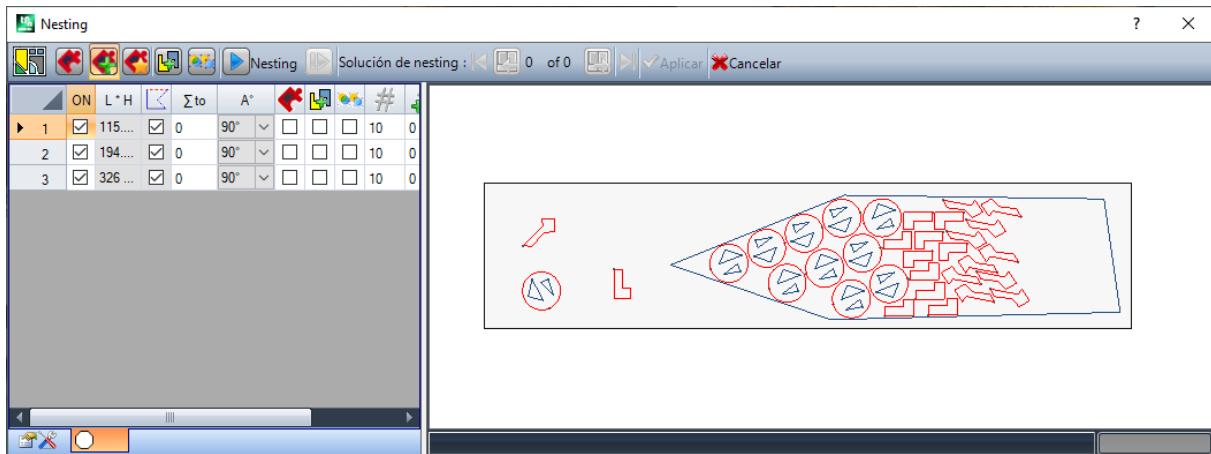 Nesting
? ×
Nesting Solución de nesting : 0 of 0 Aplicar Cancelar
ON L * H Σto A° #
1 115.... 0 90° 10 0
2 194.... 0 90° 10 0
3 326 ... 0 90° 10 0